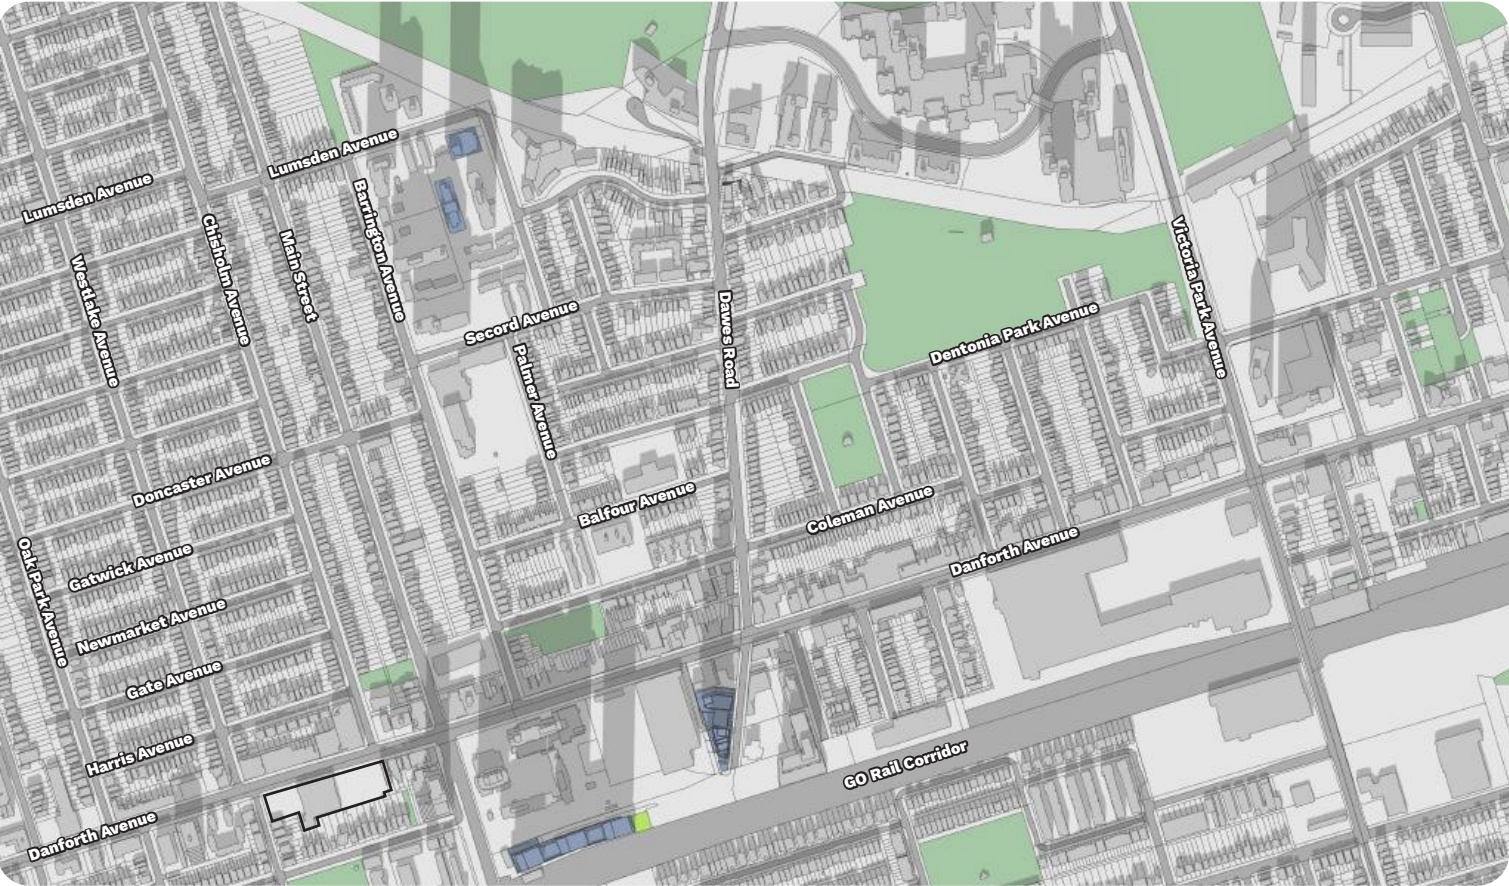 Lumsden Avenue
Lumsden Avenue
Barrington Avenue
Chisholm Avenue
Main Street
Westlake Avenue
Victoria Park Avenue
Dawes Road
Secord Avenue
Dentonia Park Avenue
Palmer Avenue
Doncaster Avenue
Balfour Avenue
Coleman Avenue
Danforth Avenue
Oak Park Avenue
Gatwick Avenue
Newmarket Avenue
Gate Avenue
Harris Avenue
GO Rail Corridor
Danforth Avenue